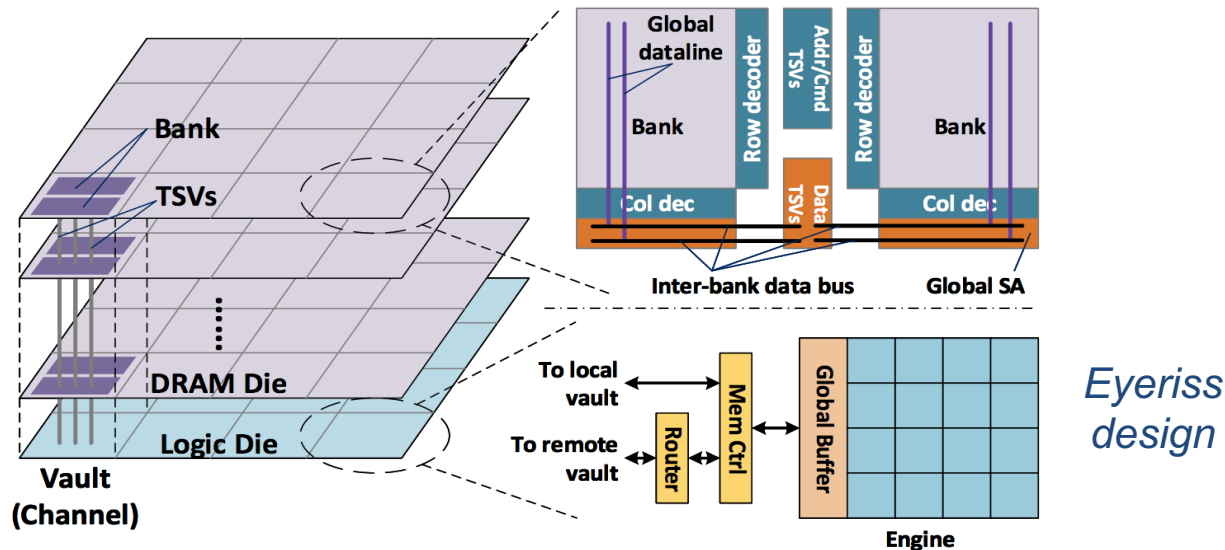 Bank
TSVs
DRAM Die
Logic Die
Vault
(Channel)
Global
dataline
Bank
Row decoder
Addr/Cmd
TSVs
Row decoder
Bank
Col dec
Data
TSVs
Col dec
Inter-bank data bus
Global SA
To local
vault
To remote
vault
Router
Mem Ctrl
Global Buffer
Engine
Eyeriss
design